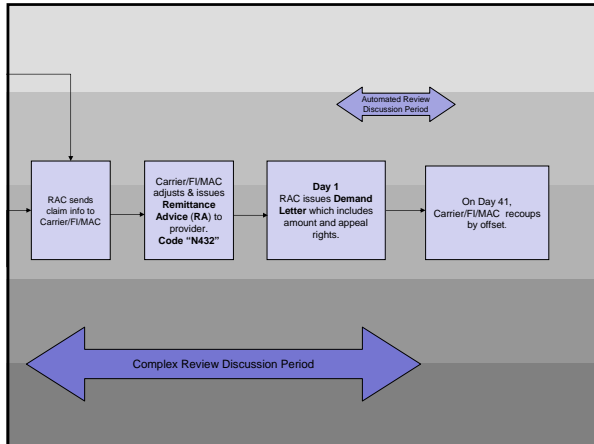 Automated Review
Discussion Period
RAC sends
claim info to
Carrier/FI/MAC
Carrier/FI/MAC
adjusts & issues
Remittance
Advice (RA) to
provider.
Code “N432”
Day 1
RAC issues Demand
Letter which includes
amount and appeal
rights.
On Day 41,
Carrier/FI/MAC recoups
by offset.
Complex Review Discussion Period